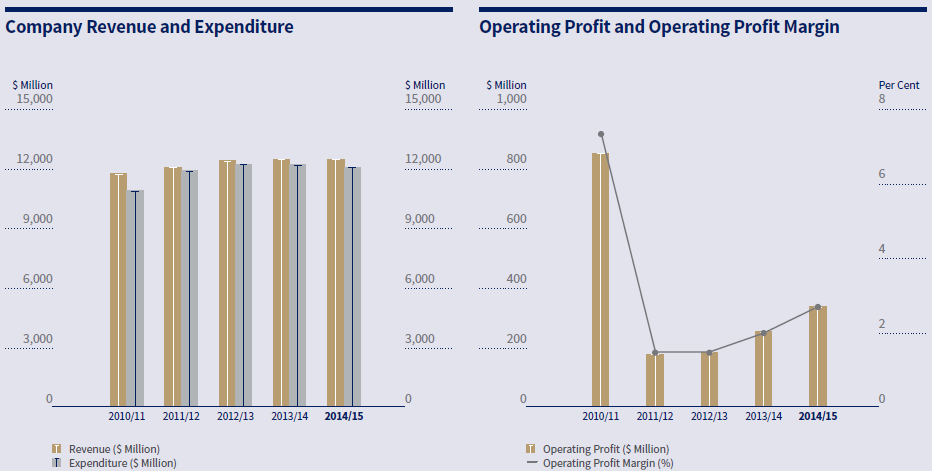 Company Revenue and Expenditure
$ Million
$ Million
15,000
15,000
12,000
12,000
9,000
9,000
6,000
6,000
3,000
3,000
0
0
2010/11 2011/12 2012/13 2013/14 2014/15
Revenue ($ Million)
Expenditure ($ Million)
Operating Profit and Operating Profit Margin
$ Million
Per Cent
1,000
8
800
6
600
4
400
2
200
0
0
2010/11 2011/12 2012/13 2013/14 2014/15
Operating Profit ($ Million)
Operating Profit Margin (%)